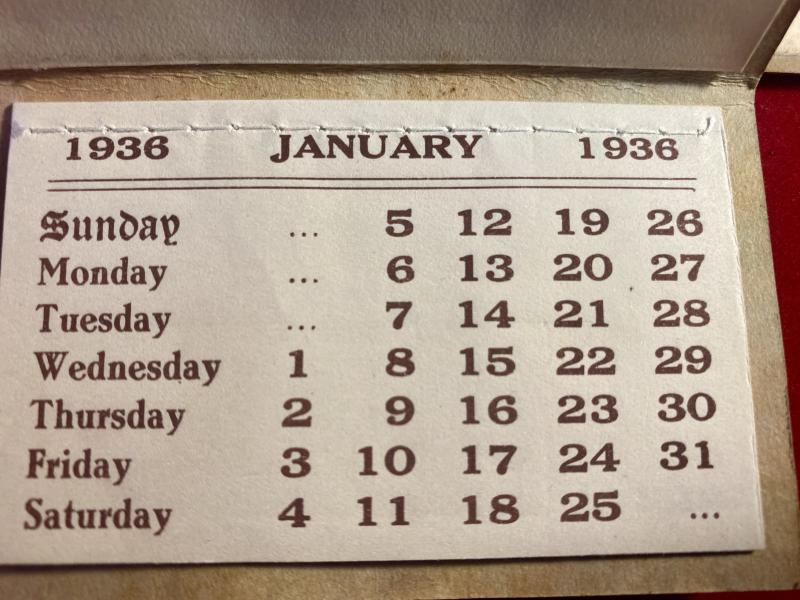 1936 JANUARY 1936
Sunday ... 5 12 19 26
Monday ... 6 13 20 27
Tuesday ... 7 14 21 28
Wednesday 1 8 15 22 29
Thursday 2 9 16 23 30
Friday 3 10 17 24 31
Saturday 4 11 18 25 ...